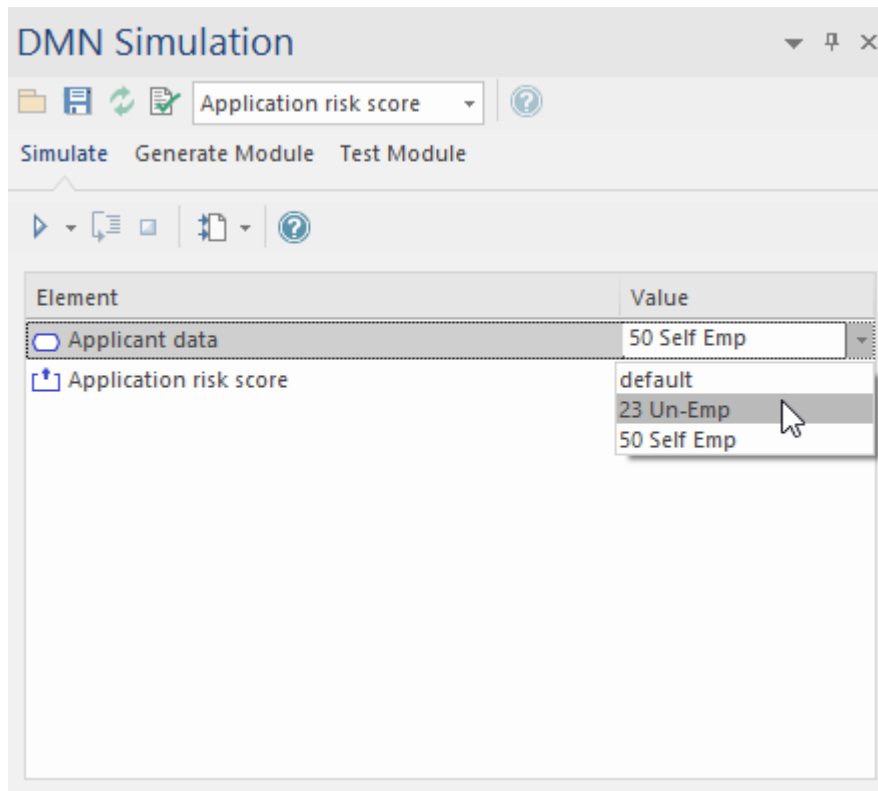 DMN Simulation
Application risk score
Simulate Generate Module Test Module
Element Value
Applicant data 50 Self Emp
Application risk score default
23 Un-Emp
50 Self Emp